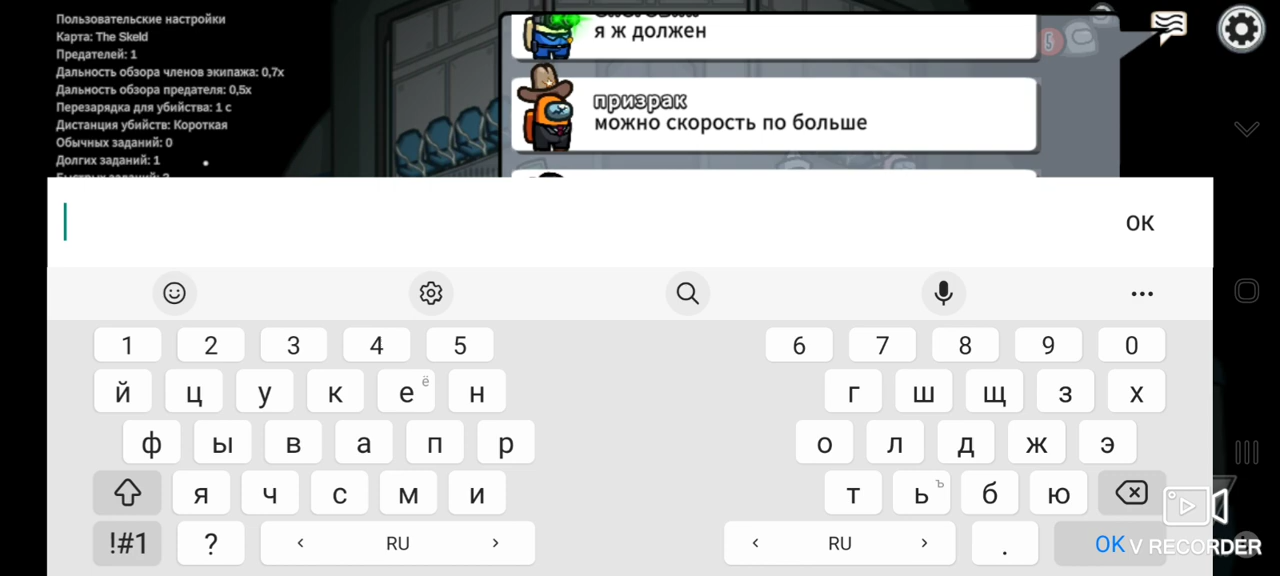 Пользовательские настройки
Карта: The Skeld
Предателей: 1
Дальность обзора членов экипажа: 0,7x
Дальность обзора предателя: 0,5x
Перезарядка для убийства: 1 с
Дистанция убийств: Короткая
Обычных заданий: 0
Долгих заданий: 1
я ж должен
призрак
можно скорость по больше
ОК
1 2 3 4 5 6 7 8 9 0
й ц у к е ё н г ш щ з х
ф ы в а п р о л д ж э
я ч с м и т ь ъ б ю
!#1 ? < RU > < RU > . OK
V RECORDER